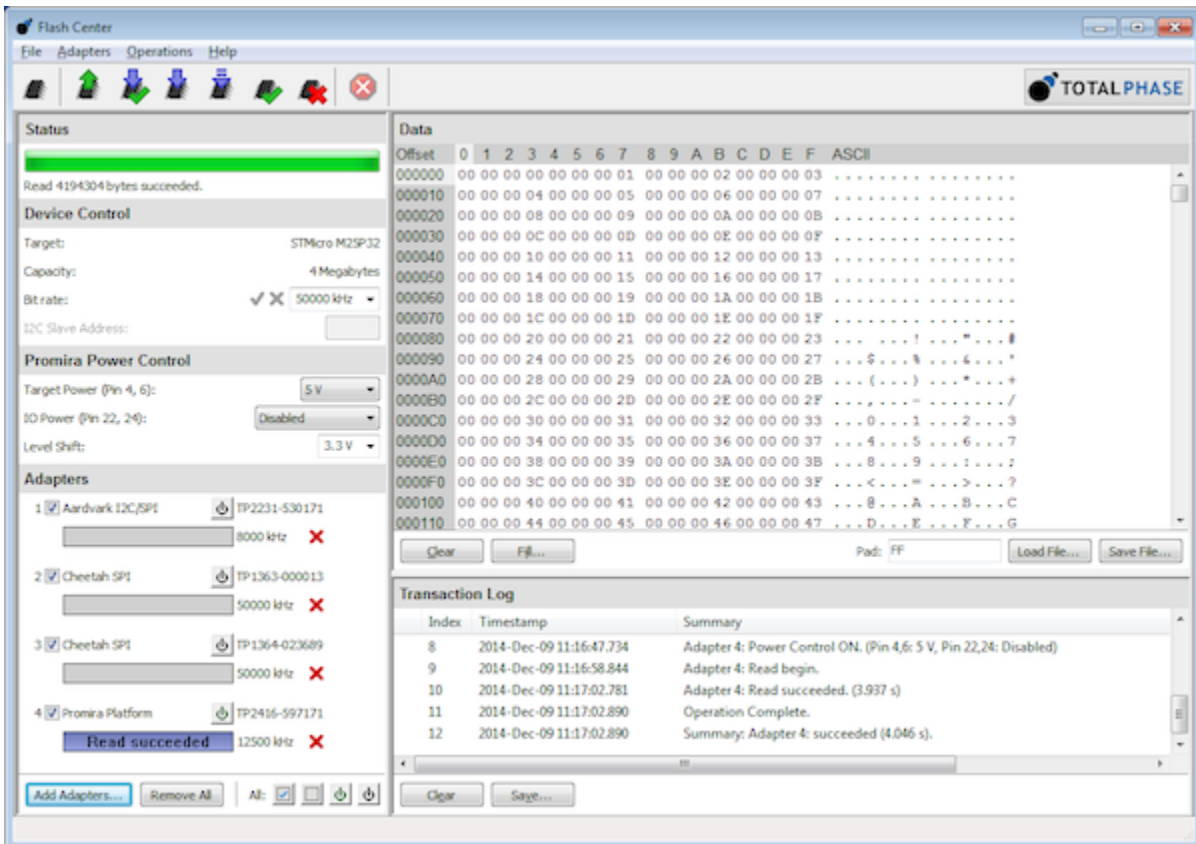 Flash Center
File Adapters Operations Help
TOTALPHASE
Status
Read 4194304 bytes succeeded.
Device Control
Target: STMicro M25P32
Capacity: 4 Megabytes
Bitrate: 50000 kHz
I2C Slave Address:
Promira Power Control
Target Power (Pin 4, 6): 5 V
IO Power (Pin 22, 24): Disabled
Level Shift: 3.3 V
Adapters
1 Aardvark I2C/SPI TP2231-530171
8000 kHz
2 Cheetah SPI TP1363-000013
50000 kHz
3 Cheetah SPI TP1364-023689
50000 kHz
4 Promira Platform TP2416-597171
Read succeeded 12500 kHz
Add Adapters... Remove All All:
Data
Offset 0 1 2 3 4 5 6 7 8 9 A B C D E F ASCII
000000 00 00 00 00 00 00 00 01 00 00 00 02 00 00 00 03 . . . . . . . . . . . . . . . .
000010 00 00 00 04 00 00 00 05 00 00 00 06 00 00 00 07 . . . . . . . . . . . . . . . .
000020 00 00 00 08 00 00 00 09 00 00 00 0A 00 00 00 0B . . . . . . . . . . . . . . . .
000030 00 00 00 0C 00 00 00 0D 00 00 00 0E 00 00 00 0F . . . . . . . . . . . . . . . .
000040 00 00 00 10 00 00 00 11 00 00 00 12 00 00 00 13 . . . . . . . . . . . . . . . .
000050 00 00 00 14 00 00 00 15 00 00 00 16 00 00 00 17 . . . . . . . . . . . . . . . .
000060 00 00 00 18 00 00 00 19 00 00 00 1A 00 00 00 1B . . . . . . . . . . . . . . . .
000070 00 00 00 1C 00 00 00 1D 00 00 00 1E 00 00 00 1F . . . . . . . . . . . . . . . .
000080 00 00 00 20 00 00 00 21 00 00 00 22 00 00 00 23 . . .   . . . ! . . . " . . . #
000090 00 00 00 24 00 00 00 25 00 00 00 26 00 00 00 27 . . . $ . . . % . . . & . . . '
0000A0 00 00 00 28 00 00 00 29 00 00 00 2A 00 00 00 2B . . . ( . . . ) . . . * . . . +
0000B0 00 00 00 2C 00 00 00 2D 00 00 00 2E 00 00 00 2F . . . , . . . - . . . . . . . /
0000C0 00 00 00 30 00 00 00 31 00 00 00 32 00 00 00 33 . . . 0 . . . 1 . . . 2 . . . 3
0000D0 00 00 00 34 00 00 00 35 00 00 00 36 00 00 00 37 . . . 4 . . . 5 . . . 6 . . . 7
0000E0 00 00 00 38 00 00 00 39 00 00 00 3A 00 00 00 3B . . . 8 . . . 9 . . . : . . . ;
0000F0 00 00 00 3C 00 00 00 3D 00 00 00 3E 00 00 00 3F . . . < . . . = . . . > . . . ?
000100 00 00 00 40 00 00 00 41 00 00 00 42 00 00 00 43 . . . @ . . . A . . . B . . . C
000110 00 00 00 44 00 00 00 45 00 00 00 46 00 00 00 47 . . . D . . . E . . . F . . . G
Clear Fill... Pad: FF Load File... Save File...
Transaction Log
Index Timestamp Summary
8 2014-Dec-09 11:16:47.734 Adapter 4: Power Control ON. (Pin 4,6: 5 V, Pin 22,24: Disabled)
9 2014-Dec-09 11:16:58.844 Adapter 4: Read begin.
10 2014-Dec-09 11:17:02.781 Adapter 4: Read succeeded. (3.937 s)
11 2014-Dec-09 11:17:02.890 Operation Complete.
12 2014-Dec-09 11:17:02.890 Summary: Adapter 4: succeeded (4.046 s).
Clear Save...